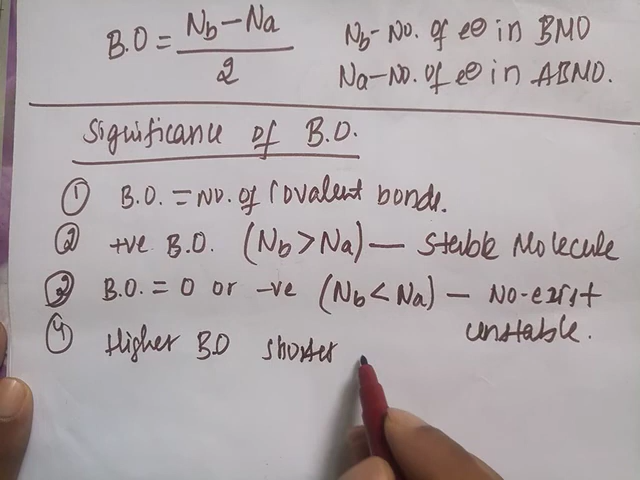 B.O = Nb-Na / 2
Nb-No. of e⊖ in BMO
Na-No. of e⊖ in ABMO.
Significance of B.O.
① B.O. = No. of Covalent bonds.
② +ve B.O. (Nb > Na) — Stable Molecule
③ B.O. = 0 or -ve (Nb < Na) — No-exist
unstable.
④ Higher BO shorter